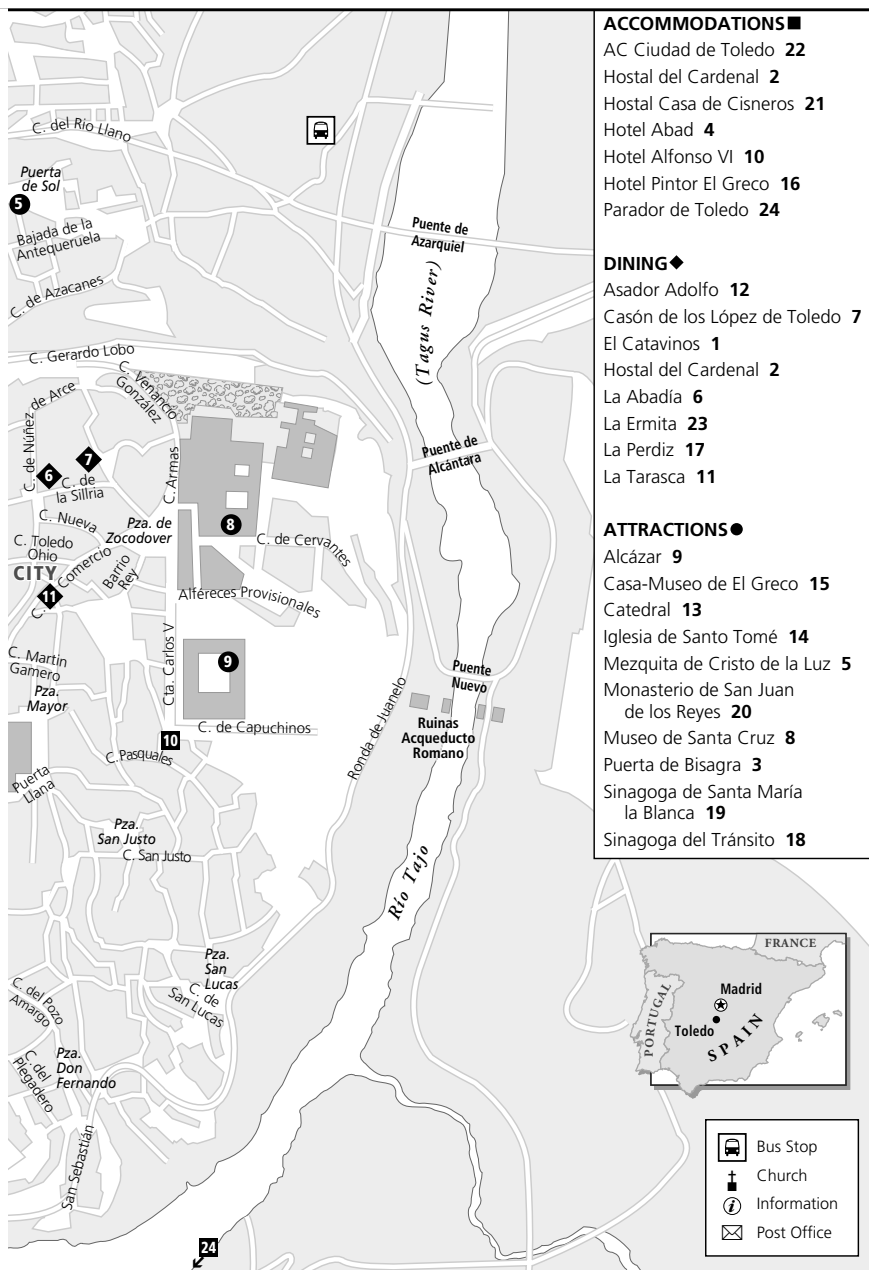 C. del Rio Llano
Puerta
de Sol
5
Bajada de la
Antequeruela
C. de Azacanes
C. Gerardo Lobo
C. Venancio
González
C. de Núñez de Arce
C. Armas
7
6
C. de
la Sillria
C. Nueva
Pza. de
Zocodover
8
C. de Cervantes
C. Toledo
Ohio
CITY
C. Comercio
Barrio
Rey
11
Alféreces Provisionales
C. Martin
Gamero
Cta. Carlos V
9
Pza.
Mayor
C. de Capuchinos
10
C. Pasquales
Puerta
Llana
Ronda de Juanelo
Pza.
San Justo
C. San Justo
Pza.
San
Lucas
C. de
San Lucas
C. del Pozo
Amargo
Pza.
Don
Fernando
C. del
Plegadero
San Sebastián
24
Puente de
Azarquiel
(Tagus River)
Puente de
Alcántara
Puente
Nuevo
Ruinas
Acqueducto
Romano
Río Tajo
ACCOMMODATIONS
AC Ciudad de Toledo 22
Hostal del Cardenal 2
Hostal Casa de Cisneros 21
Hotel Abad 4
Hotel Alfonso VI 10
Hotel Pintor El Greco 16
Parador de Toledo 24
DINING
Asador Adolfo 12
Casón de los López de Toledo 7
El Catavinos 1
Hostal del Cardenal 2
La Abadía 6
La Ermita 23
La Perdiz 17
La Tarasca 11
ATTRACTIONS
Alcázar 9
Casa-Museo de El Greco 15
Catedral 13
Iglesia de Santo Tomé 14
Mezquita de Cristo de la Luz 5
Monasterio de San Juan
de los Reyes 20
Museo de Santa Cruz 8
Puerta de Bisagra 3
Sinagoga de Santa María
la Blanca 19
Sinagoga del Tránsito 18
FRANCE
PORTUGAL
Madrid
Toledo
SPAIN
Bus Stop
Church
i Information
Post Office